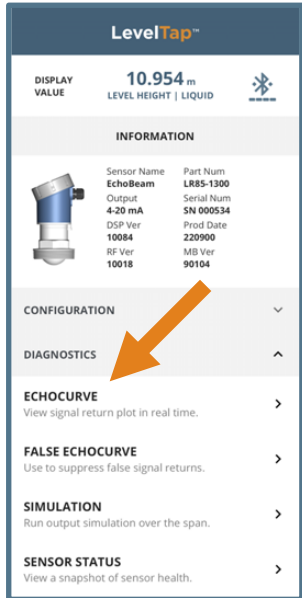 LevelTap™
DISPLAY VALUE
10.954 m
LEVEL HEIGHT | LIQUID
INFORMATION
Sensor Name Part Num
EchoBeam LR85-1300
Output Serial Num
4-20 mA SN 000534
DSP Ver Prod Date
10084 220900
RF Ver MB Ver
10018 90104
CONFIGURATION
DIAGNOSTICS
ECHOCURVE
View signal return plot in real time.
FALSE ECHOCURVE
Use to suppress false signal returns.
SIMULATION
Run output simulation over the span.
SENSOR STATUS
View a snapshot of sensor health.